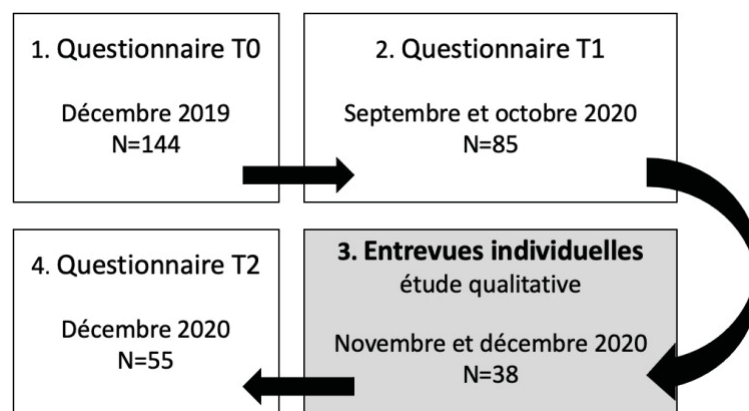 1. Questionnaire T0
Décembre 2019
N=144
2. Questionnaire T1
Septembre et octobre 2020
N=85
3. Entrevues individuelles
étude qualitative
Novembre et décembre 2020
N=38
4. Questionnaire T2
Décembre 2020
N=55